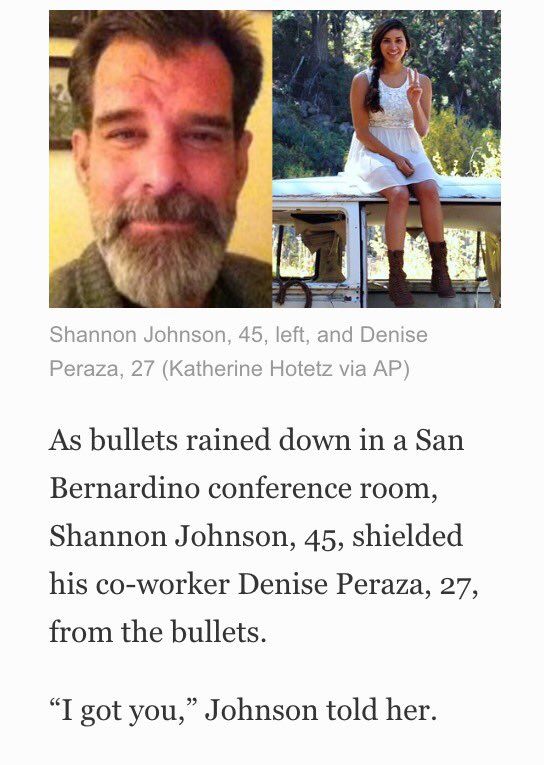 Shannon Johnson, 45, left, and Denise
Peraza, 27 (Katherine Hotetz via AP)
As bullets rained down in a San
Bernardino conference room,
Shannon Johnson, 45, shielded
his co-worker Denise Peraza, 27,
from the bullets.
“I got you,” Johnson told her.